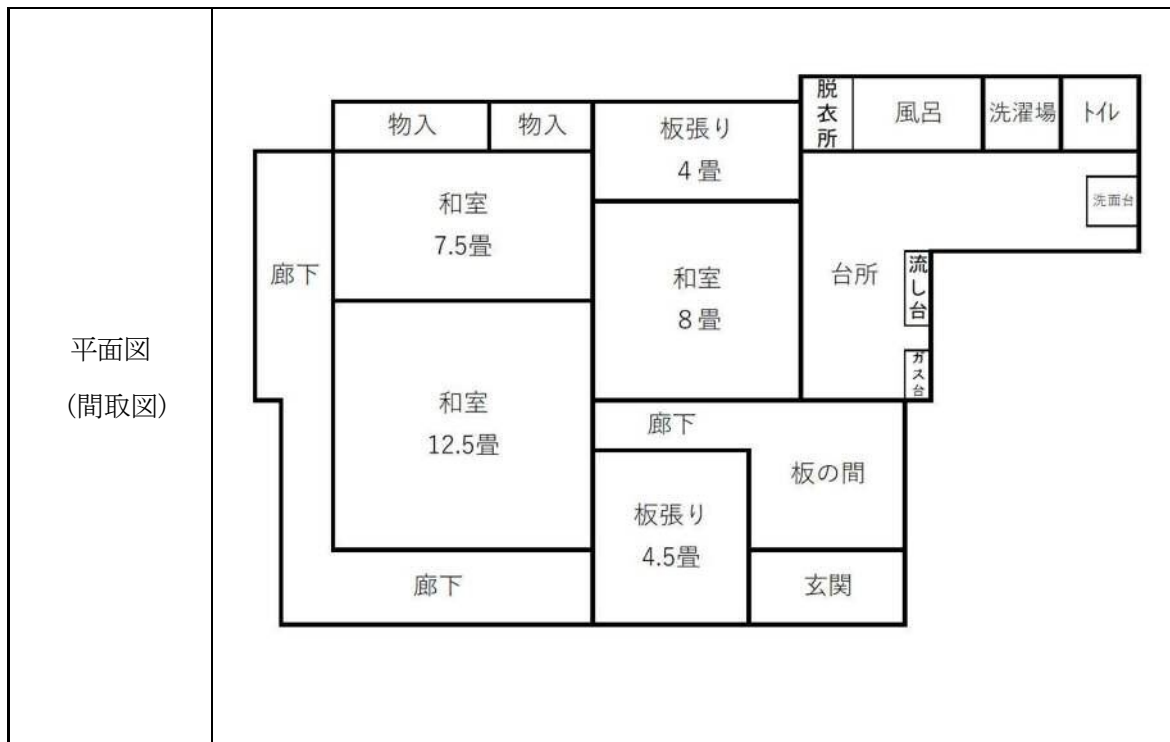 平面図
(間取図)
物入
物入
板張り
4畳
脱衣所
風呂
洗濯場
トイレ
和室
7.5畳
洗面台
廊下
和室
8畳
台所
流し台
ガス台
和室
12.5畳
廊下
板の間
板張り
4.5畳
廊下
玄関